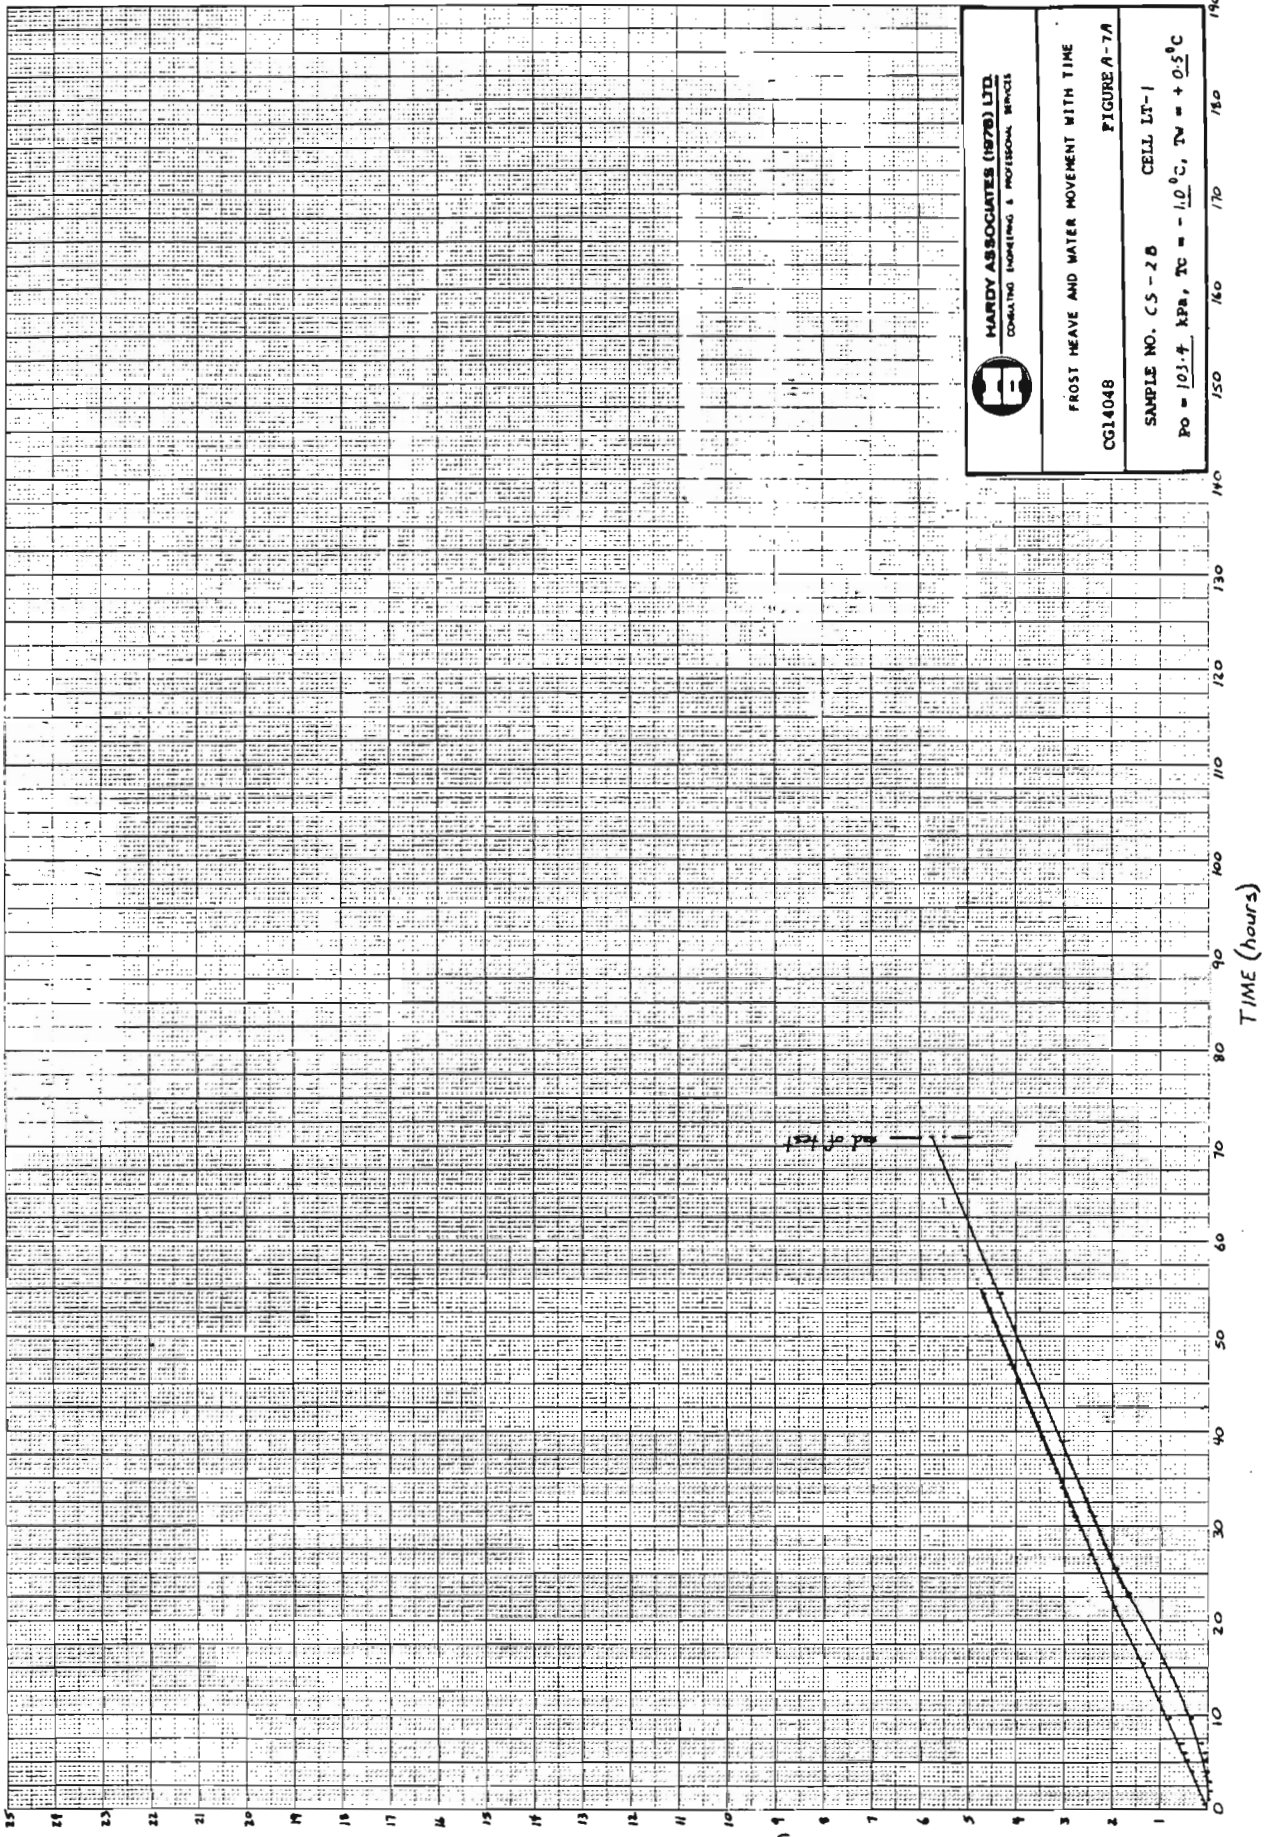 HARDY ASSOCIATES (1978) LTD.
CONSULTING ENGINEERING & PROFESSIONAL SERVICES
FROST HEAVE AND WATER MOVEMENT WITH TIME
CG14048 FIGURE A-7A
SAMPLE NO. CS-2B CELL LT-1
Po = 103.4 kPa, Tc = -1.0°C, Tw = +0.5°C
end of test
25 24 23 22 21 20 19 18 17 16 15 14 13 12 11 10 9 8 7 6 5 4 3 2 1
0 10 20 30 40 50 60 70 80 90 100 110 120 130 140 150 160 170 180 190
TIME (hours)